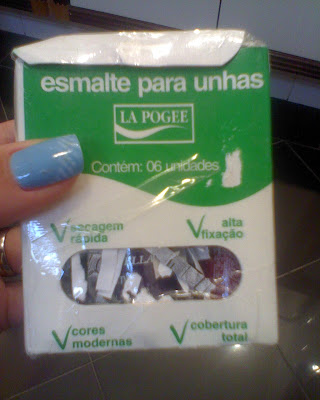 esmalte para unhas
LA POGEE
Contém: 06 unidades
secagem
rápida
alta
fixação
cores
modernas
cobertura
total